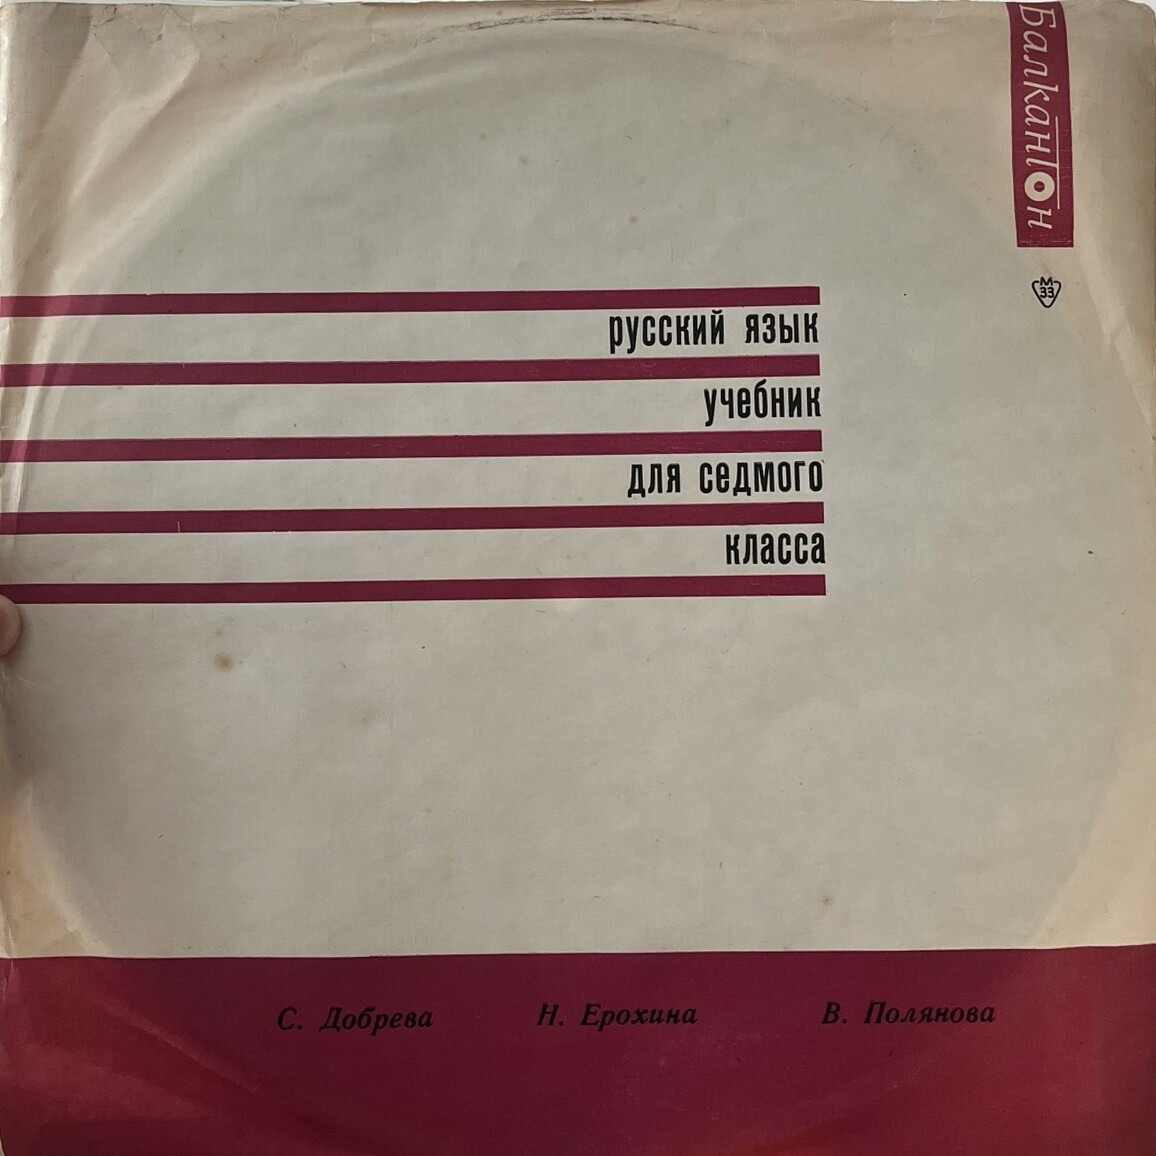 Балкантон
М
33
русский язык
учебник
для седмого
класса
С. Добрева Н. Ерохина В. Полянова